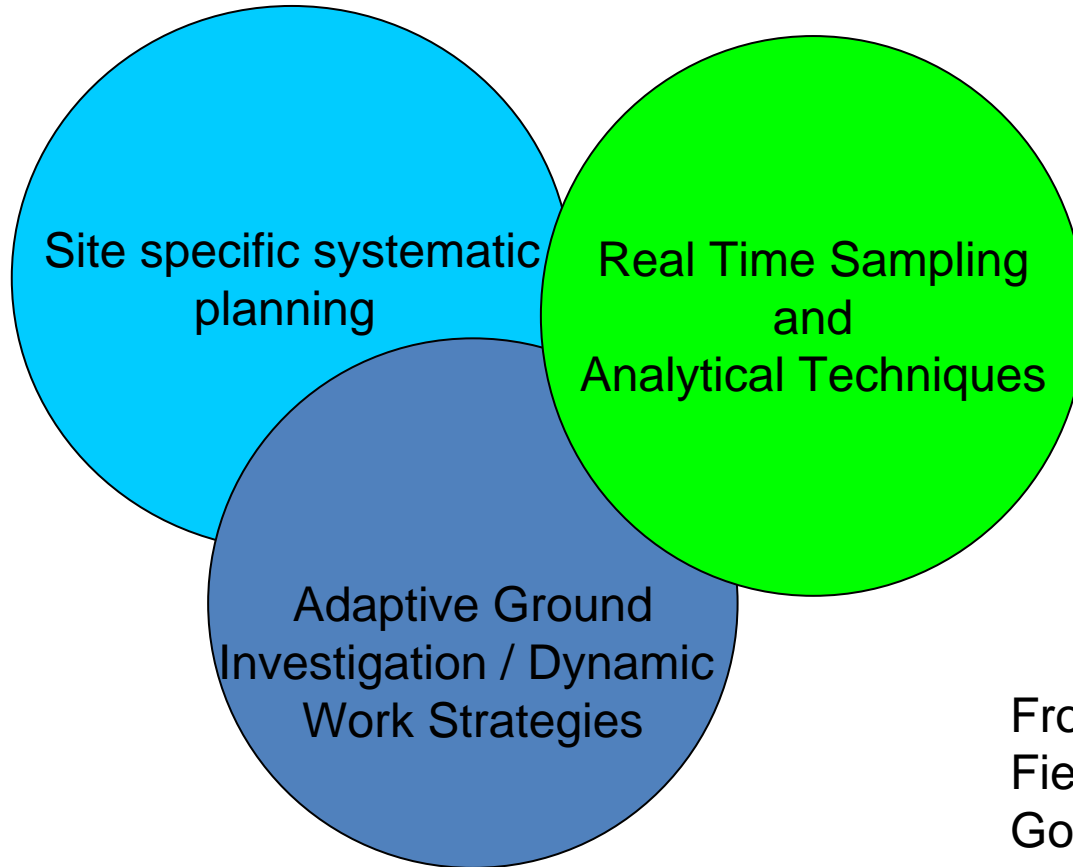 Site specific systematic
planning
Real Time Sampling
and
Analytical Techniques
Adaptive Ground
Investigation / Dynamic
Work Strategies